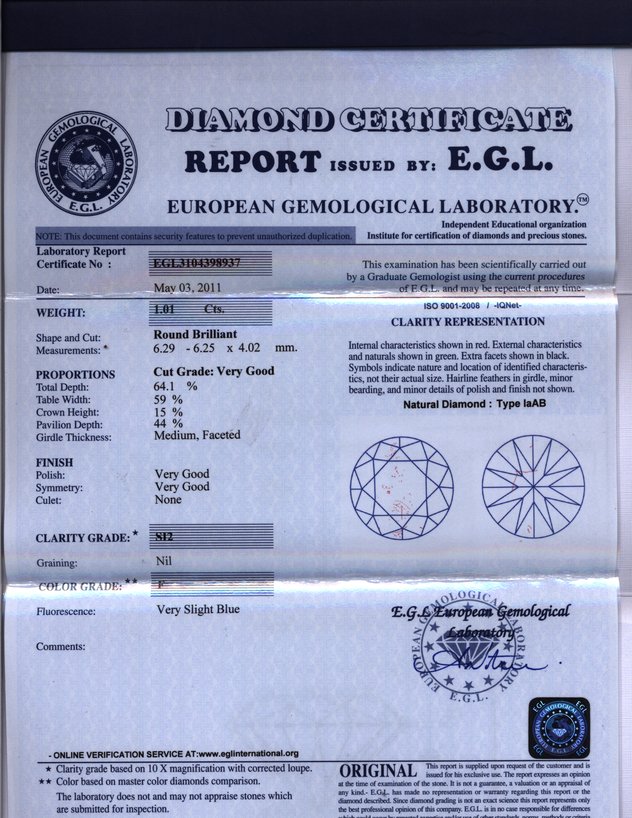 EUROPEAN GEMOLOGICAL LABORATORY
E.G.L.
DIAMOND CERTIFICATE
REPORT ISSUED BY: E.G.L.
EUROPEAN GEMOLOGICAL LABORATORY.™
Independent Educational organization
Institute for certification of diamonds and precious stones.
NOTE: This document contains security features to prevent unauthorized duplication.
Laboratory Report
Certificate No : EGL3104398937
Date: May 03, 2011
WEIGHT: 1.01 Cts.
Shape and Cut: Round Brilliant
Measurements: * 6.29 - 6.25 x 4.02 mm.
PROPORTIONS Cut Grade: Very Good
Total Depth: 64.1 %
Table Width: 59 %
Crown Height: 15 %
Pavilion Depth: 44 %
Girdle Thickness: Medium, Faceted
FINISH
Polish: Very Good
Symmetry: Very Good
Culet: None
CLARITY GRADE: * SI2
Graining: Nil
COLOR GRADE: ** F
Fluorescence: Very Slight Blue
Comments:
This examination has been scientifically carried out
by a Graduate Gemologist using the current procedures
of E.G.L. and may be repeated at any time.
ISO 9001-2008 / -IQNet-
CLARITY REPRESENTATION
Internal characteristics shown in red. External characteristics
and naturals shown in green. Extra facets shown in black.
Symbols indicate nature and location of identified characteris-
tics, not their actual size. Hairline feathers in girdle, minor
bearding, and minor details of polish and finish not shown.
Natural Diamond : Type IaAB
E.G.L European Gemological
Laboratory
EUROPEAN GEMOLOGICAL LABORATORY
E.G.L.
EGL EGL
EGL EGL
- ONLINE VERIFICATION SERVICE AT:www.eglinternational.org
★ Clarity grade based on 10 X magnification with corrected loupe.
★★ Color based on master color diamonds comparison.
The laboratory does not and may not appraise stones which
are submitted for inspection.
ORIGINAL This report is supplied upon request of the customer and is
issued for his exclusive use. The report expresses an opinion
at the time of examination of the stone. It is not a guarantee, a valuation or an appraisal of
any kind.- E.G.L. has made no representation or warranty regarding this report or the
diamond described. Since diamond grading is not an exact science this report represents only
the best professional opinion of this company. E.G.L. is in no case responsible for differences